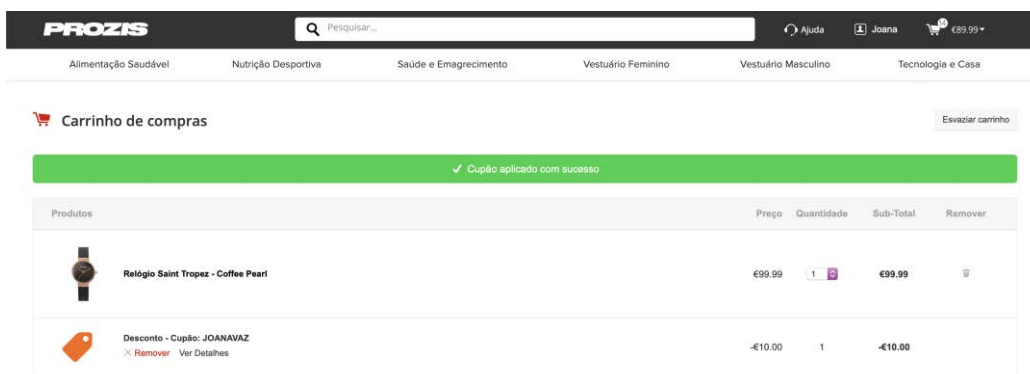 PROZIS
Pesquisar...
Ajuda
Joana
€89.99
Alimentação Saudável
Nutrição Desportiva
Saúde e Emagrecimento
Vestuário Feminino
Vestuário Masculino
Tecnologia e Casa
Carrinho de compras
Esvaziar carrinho
✓ Cupão aplicado com sucesso
Produtos Preço Quantidade Sub-Total Remover
Relógio Saint Tropez - Coffee Pearl €99.99 1 €99.99
Desconto - Cupão: JOANAVAZ
Remover Ver Detalhes
-€10.00 1 -€10.00